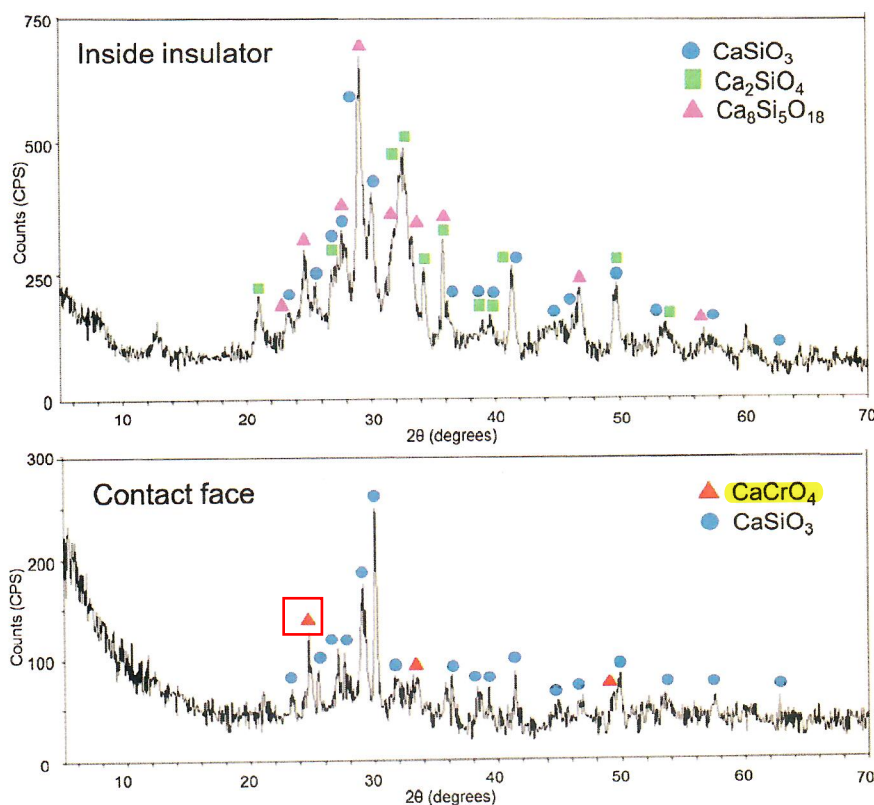 750
Inside insulator
CaSiO₃
Ca₂SiO₄
Ca₈Si₅O₁₈
500
250
0
Counts (CPS)
10 20 30 40 50 60 70
2θ (degrees)
300
Contact face
CaCrO₄
CaSiO₃
200
100
0
Counts (CPS)
10 20 30 40 50 60 70
2θ (degrees)